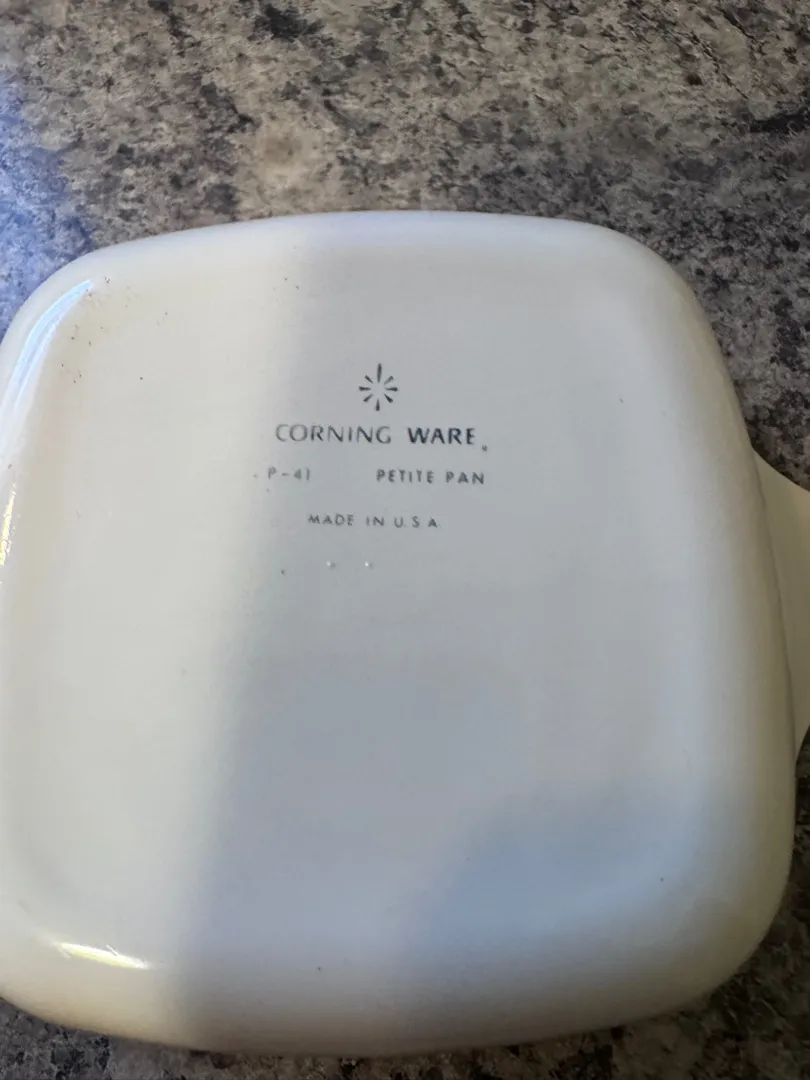 CORNING WARE®
P-41 PETITE PAN
MADE IN U.S.A